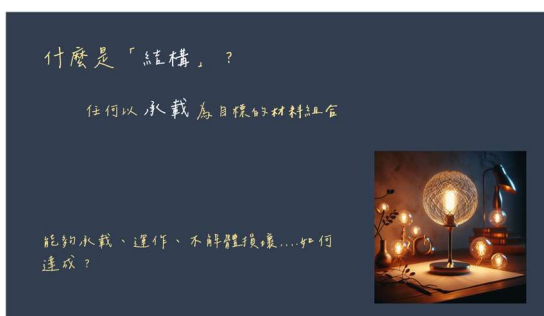 什麼是「結構」?
任何以承載為目標的材料組合
能夠承載、運作、不解體損壞....如何
達成?